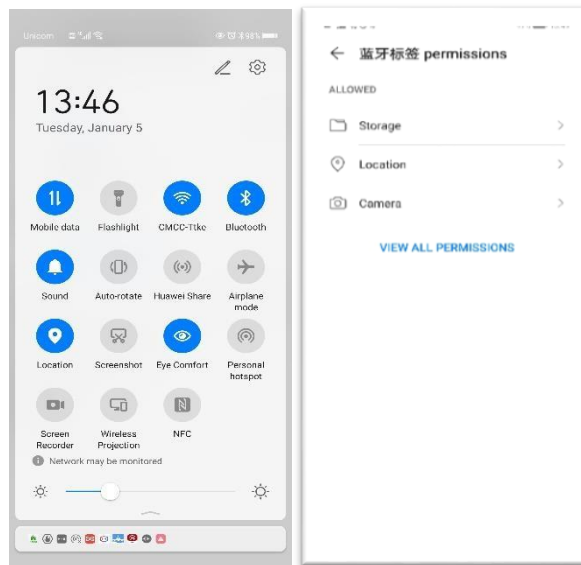 Unicom
98%
13:46
Tuesday, January 5
Mobile data
Flashlight
CMCC-Ttke
Bluetooth
Sound
Auto-rotate
Huawei Share
Airplane
mode
Location
Screenshot
Eye Comfort
Personal
hotspot
Screen
Recorder
Wireless
Projection
NFC
Network may be monitored
蓝牙标签 permissions
ALLOWED
Storage
Location
Camera
VIEW ALL PERMISSIONS